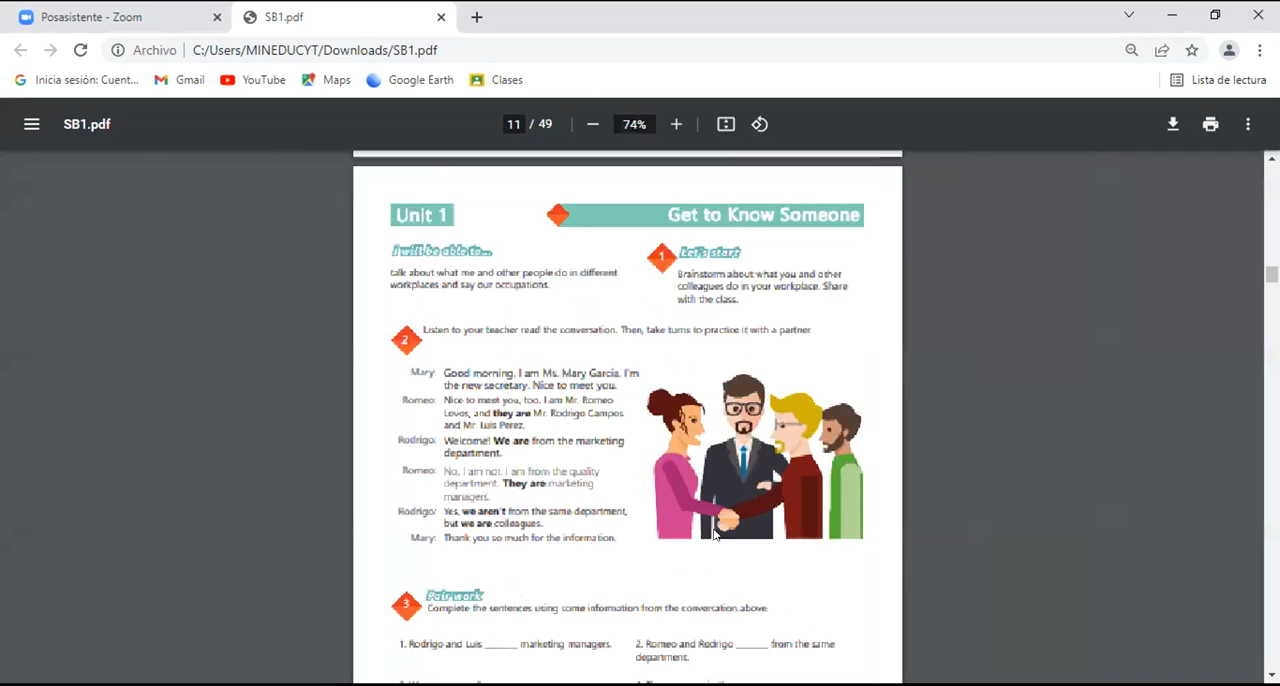 Posasistente - Zoom
SB1.pdf
Archivo
C:/Users/MINEDUCYT/Downloads/SB1.pdf
Inicia sesión: Cuent...
Gmail
YouTube
Maps
Google Earth
Clases
Lista de lectura
SB1.pdf
11 / 49
74%
Unit 1
Get to Know Someone
I will be able to...
talk about what me and other people do in different
workplaces and say our occupations.
1
Let's start
Brainstorm about what you and other
colleagues do in your workplace. Share
with the class.
2
Listen to your teacher read the conversation. Then, take turns to practice it with a partner
Mary: Good morning, I am Ms. Mary Garcia. I'm
the new secretary. Nice to meet you.
Romeo: Nice to meet you, too. I am Mr. Romeo
Lovos, and they are Mr. Rodrigo Campos
and Mr. Luis Perez.
Rodrigo: Welcome! We are from the marketing
department.
Romeo: No, I am not. I am from the quality
department. They are marketing
managers.
Rodrigo: Yes, we aren't from the same department,
but we are colleagues.
Mary: Thank you so much for the information.
3
Pair work
Complete the sentences using some information from the conversation above.
1. Rodrigo and Luis ______ marketing managers.
2. Romeo and Rodrigo ______ from the same
department.